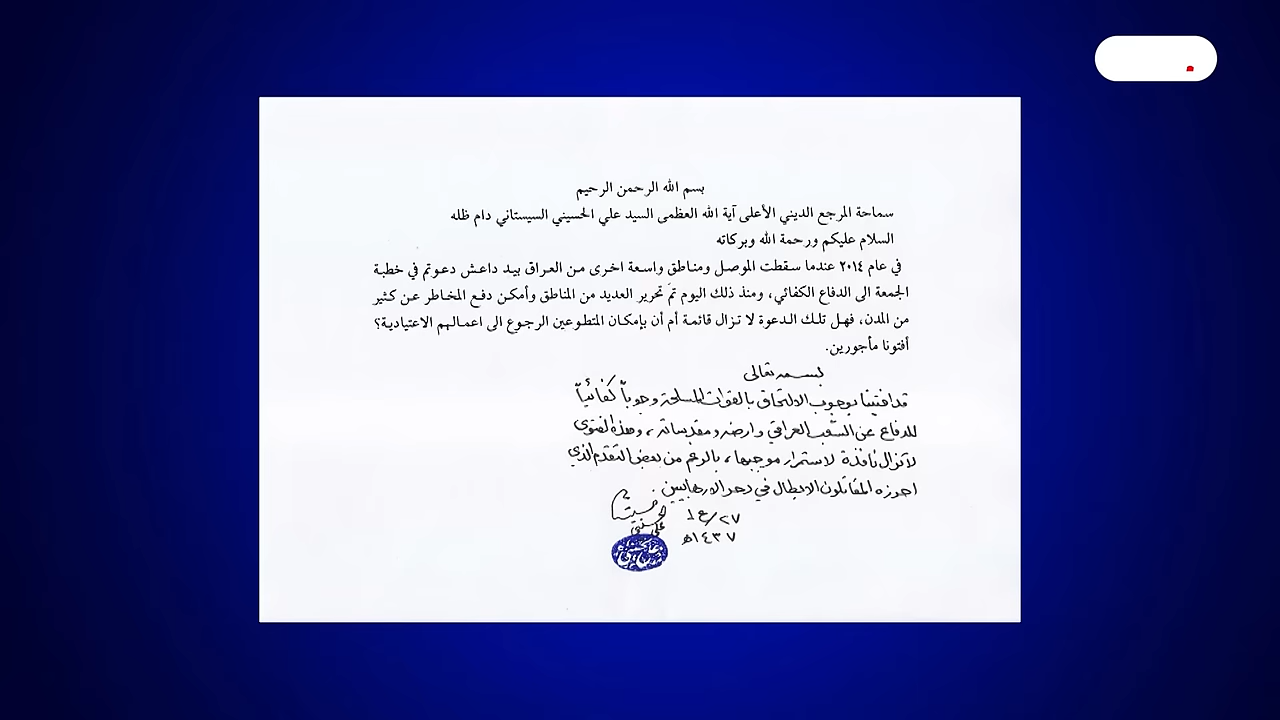 بسم الله الرحمن الرحيم
سماحة المرجع الديني الأعلى آية الله العظمى السيد علي الحسيني السيستاني دام ظله
السلام عليكم ورحمة الله وبركاته
في عام ٢٠١٤ عندما سقطت الموصل ومناطق واسعة اخرى من العراق بيد داعش دعوتم في خطبة
الجمعة الى الدفاع الكفائي، ومنذ ذلك اليوم تمّ تحرير العديد من المناطق وأمكن دفع المخاطر عن كثير
من المدن، فهل تلك الدعوة لا تزال قائمة أم أن بإمكان المتطوعين الرجوع الى اعمالهم الاعتيادية؟
أفتونا مأجورين.
بسمه تعالى
قد افتينا بوجوب الالتحاق بالقوات المسلحة وجوباً كفائياً
للدفاع عن الشعب العراقي وارضه ومقدساته، وهذه الفتوى
لا تزال نافذة لاستمرار موجبها، بالرغم من بعض التقدم الذي
احرزه المقاتلون الابطال في دحر الارهابيين.
٢٧/ع١
١٤٣٧هـ